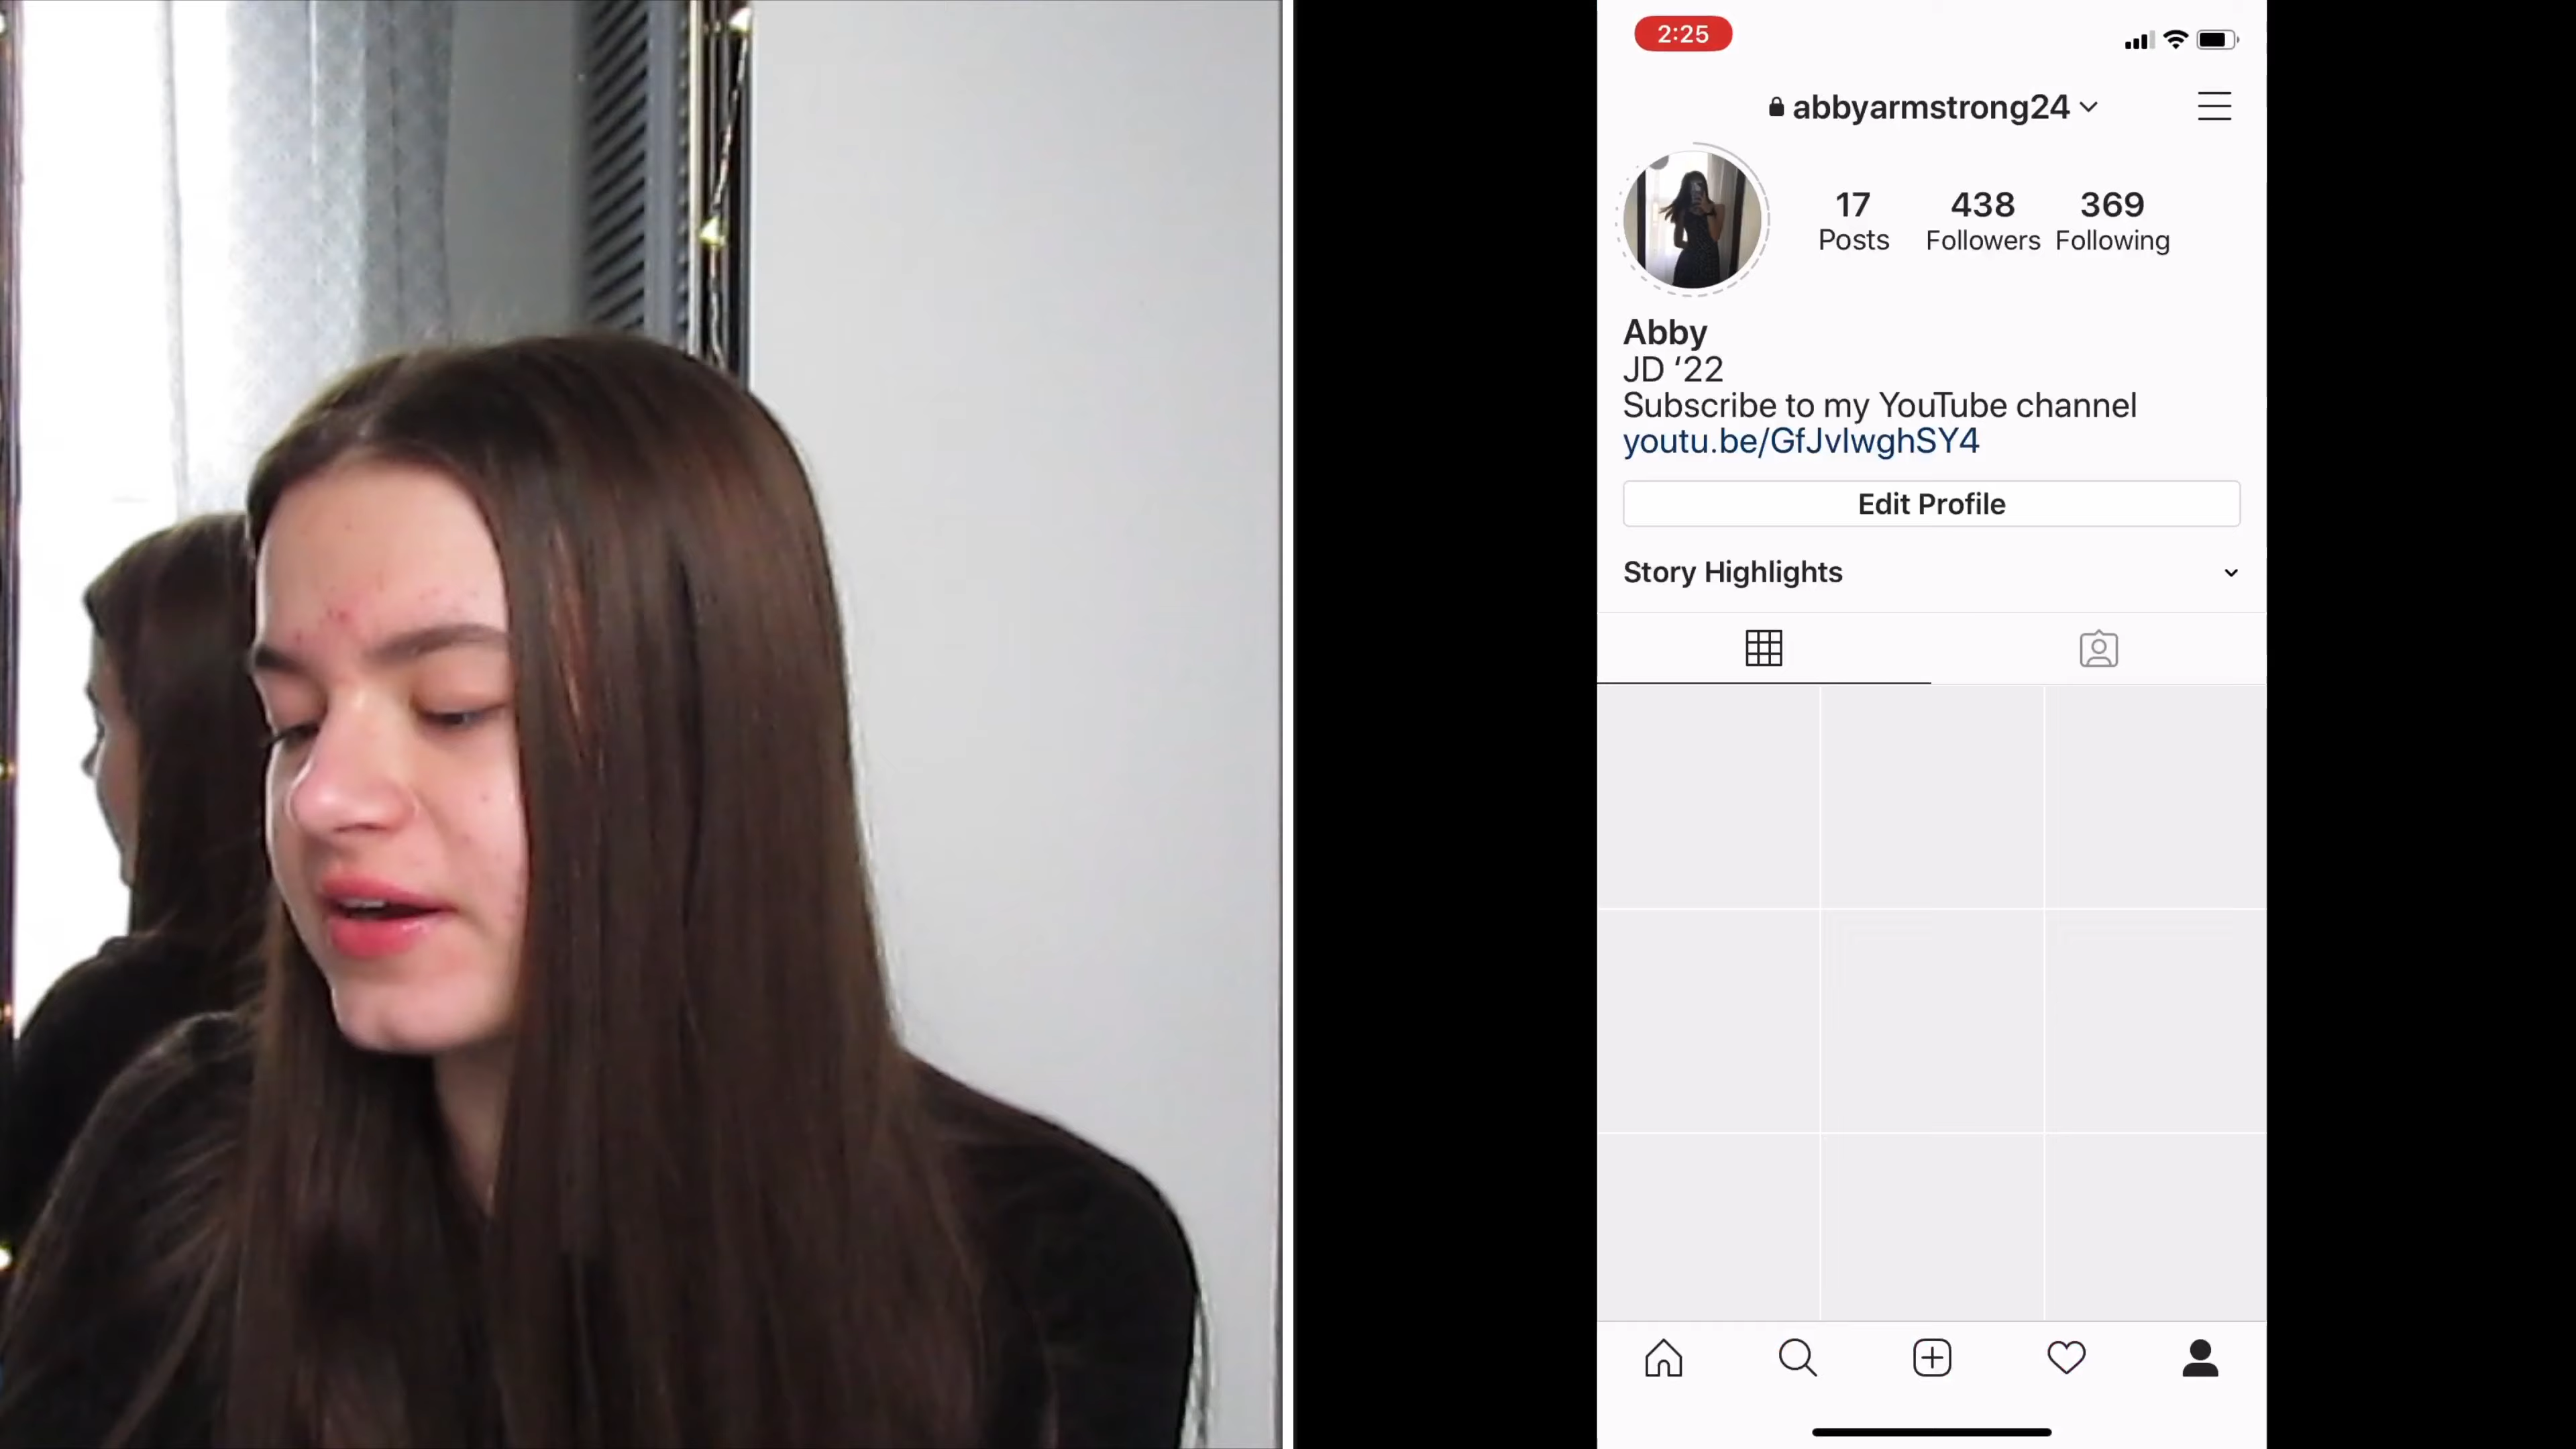 2:25
abbyarmstrong24
17 438 369
Posts Followers Following
Abby
JD ‘22
Subscribe to my YouTube channel
youtu.be/GfJvIwghSY4
Edit Profile
Story Highlights